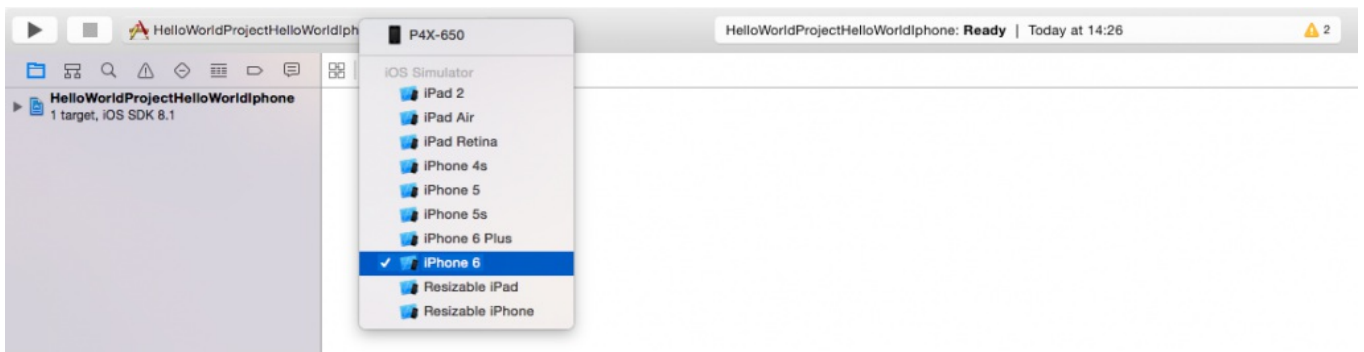 HelloWorldProjectHelloWorldIph
HelloWorldProjectHelloWorldIphone: Ready | Today at 14:26
2
P4X-650
iOS Simulator
iPad 2
HelloWorldProjectHelloWorldIphone
1 target, iOS SDK 8.1
iPad Air
iPad Retina
iPhone 4s
iPhone 5
iPhone 5s
iPhone 6 Plus
iPhone 6
Resizable iPad
Resizable iPhone